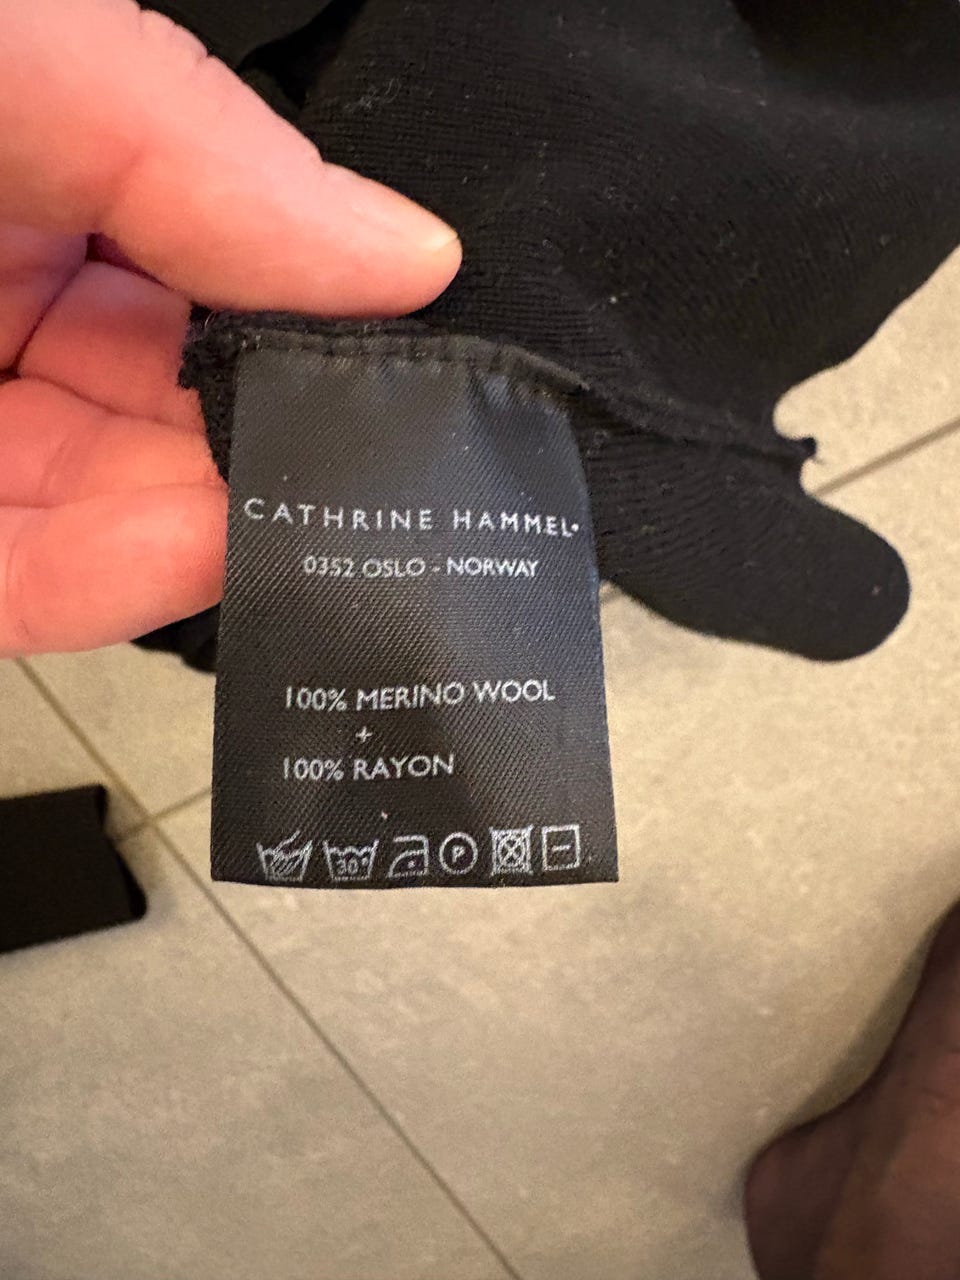 CATHRINE HAMMEL
0352 OSLO - NORWAY
100% MERINO WOOL
+
100% RAYON
30° P